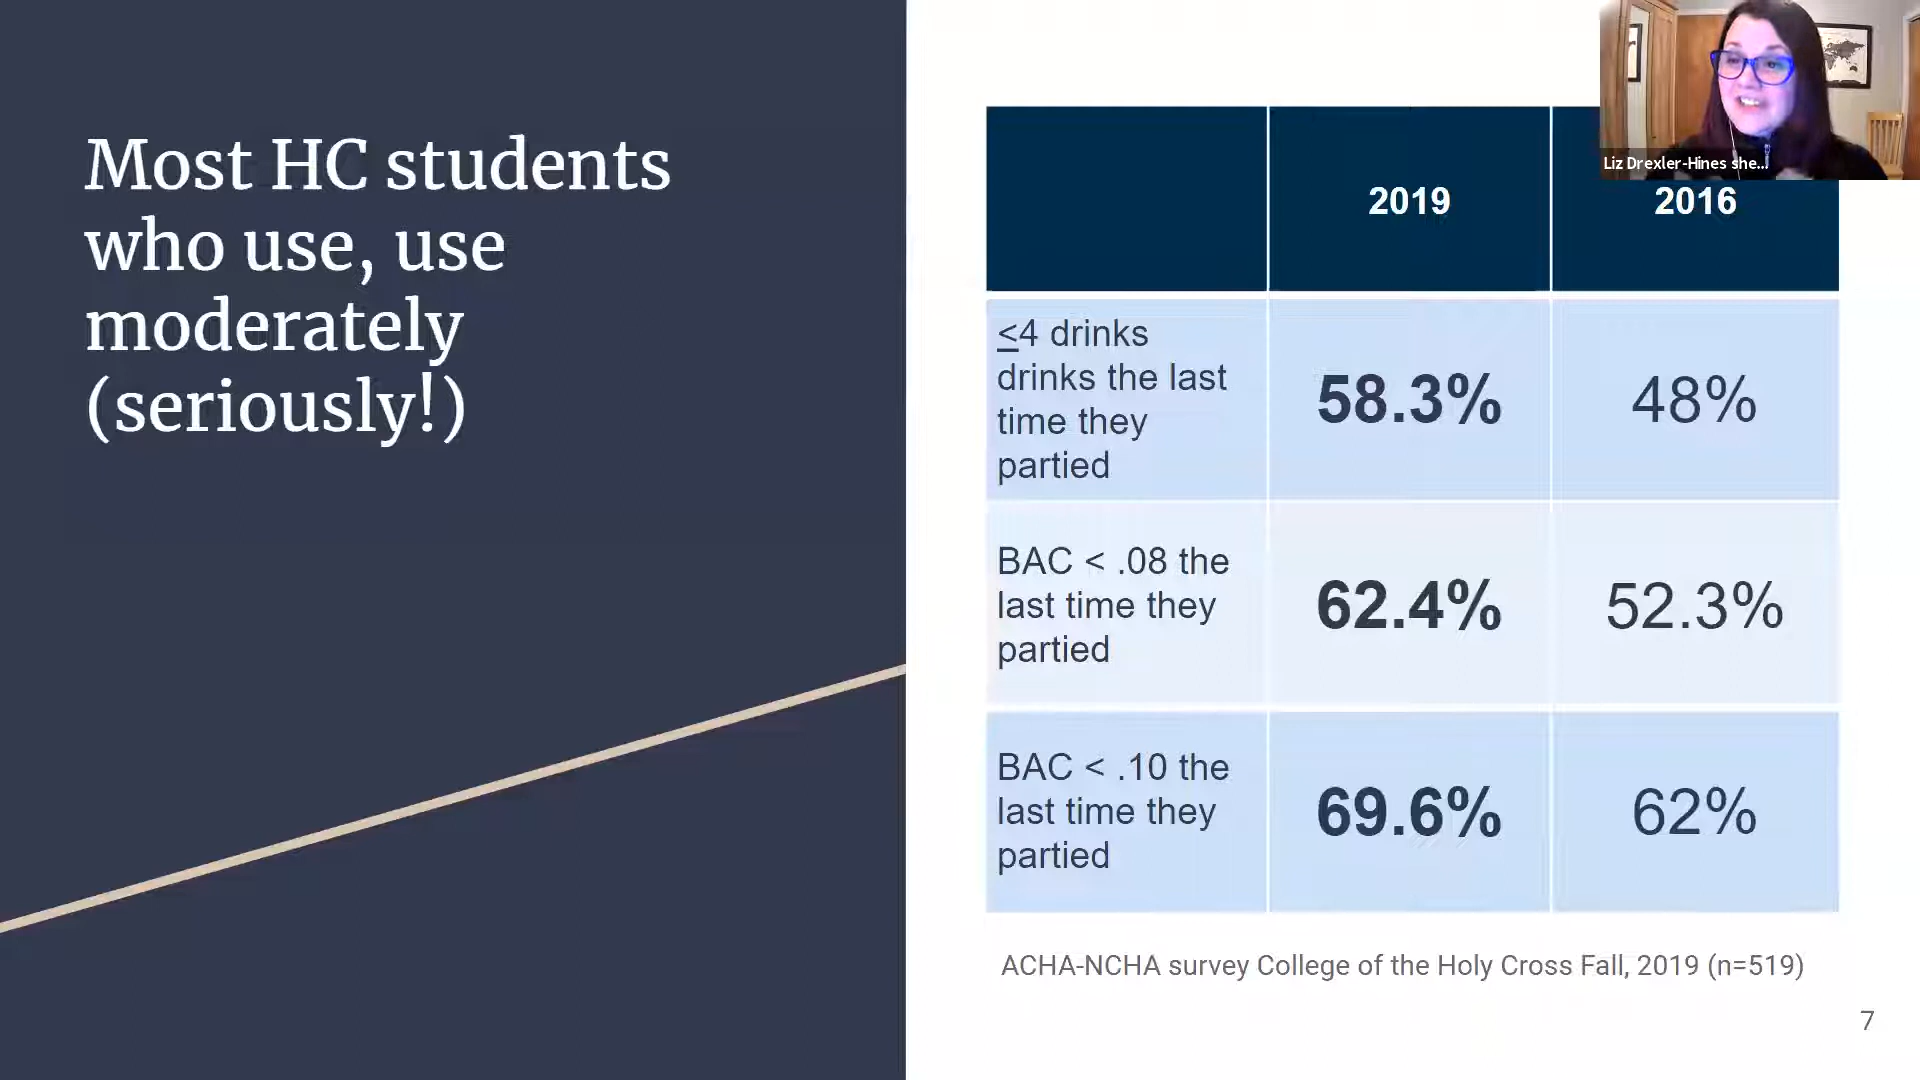 Most HC students
who use, use
moderately
(seriously!)
2019
2016
≤4 drinks
drinks the last
time they
partied
58.3%
48%
BAC < .08 the
last time they
partied
62.4%
52.3%
BAC < .10 the
last time they
partied
69.6%
62%
ACHA-NCHA survey College of the Holy Cross Fall, 2019 (n=519)
7
Liz Drexler-Hines she...